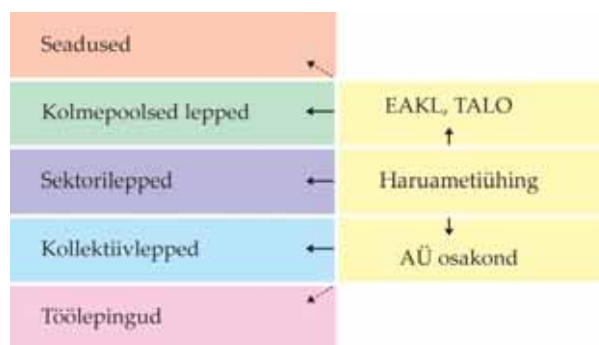 Seadused
Kolmepoolsed lepped
EAKL, TALO
Sektorilepped
Haruametiühing
Kollektiivlepped
AÜ osakond
Töölepingud